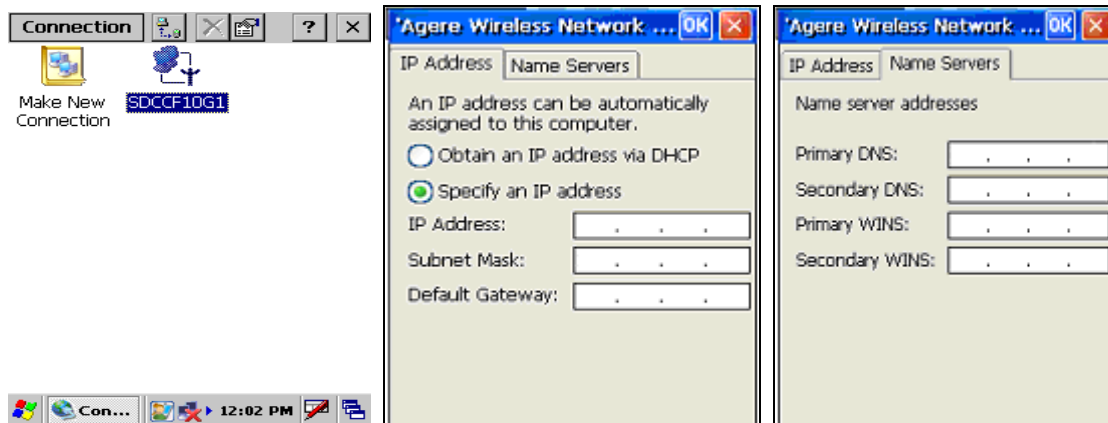 Connection ? ×
Make New
Connection
SDCCF10G1
Con... 12:02 PM
'Agere Wireless Network ... OK ×
IP Address Name Servers
An IP address can be automatically
assigned to this computer.
Obtain an IP address via DHCP
Specify an IP address
IP Address: . . .
Subnet Mask: . . .
Default Gateway: . . .
'Agere Wireless Network ... OK ×
IP Address Name Servers
Name server addresses
Primary DNS: . . .
Secondary DNS: . . .
Primary WINS: . . .
Secondary WINS: . . .